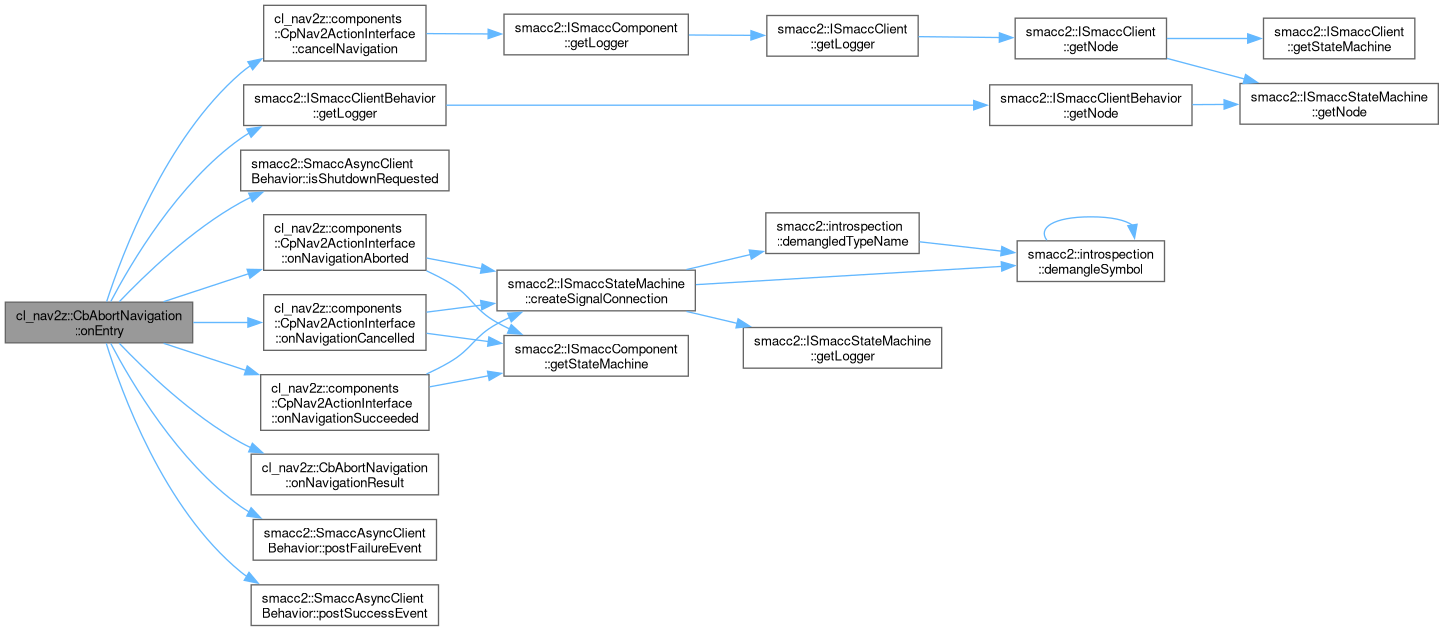 cl_nav2z::CbAbortNavigation
::onEntry
cl_nav2z::components
::CpNav2ActionInterface
::cancelNavigation
smacc2::ISmaccComponent
::getLogger
smacc2::ISmaccClient
::getLogger
smacc2::ISmaccClient
::getNode
smacc2::ISmaccClient
::getStateMachine
smacc2::ISmaccStateMachine
::getNode
smacc2::ISmaccClientBehavior
::getLogger
smacc2::ISmaccClientBehavior
::getNode
smacc2::SmaccAsyncClient
Behavior::isShutdownRequested
cl_nav2z::components
::CpNav2ActionInterface
::onNavigationAborted
smacc2::ISmaccStateMachine
::createSignalConnection
smacc2::introspection
::demangledTypeName
smacc2::introspection
::demangleSymbol
smacc2::ISmaccStateMachine
::getLogger
smacc2::ISmaccComponent
::getStateMachine
cl_nav2z::components
::CpNav2ActionInterface
::onNavigationCancelled
cl_nav2z::components
::CpNav2ActionInterface
::onNavigationSucceeded
cl_nav2z::CbAbortNavigation
::onNavigationResult
smacc2::SmaccAsyncClient
Behavior::postFailureEvent
smacc2::SmaccAsyncClient
Behavior::postSuccessEvent